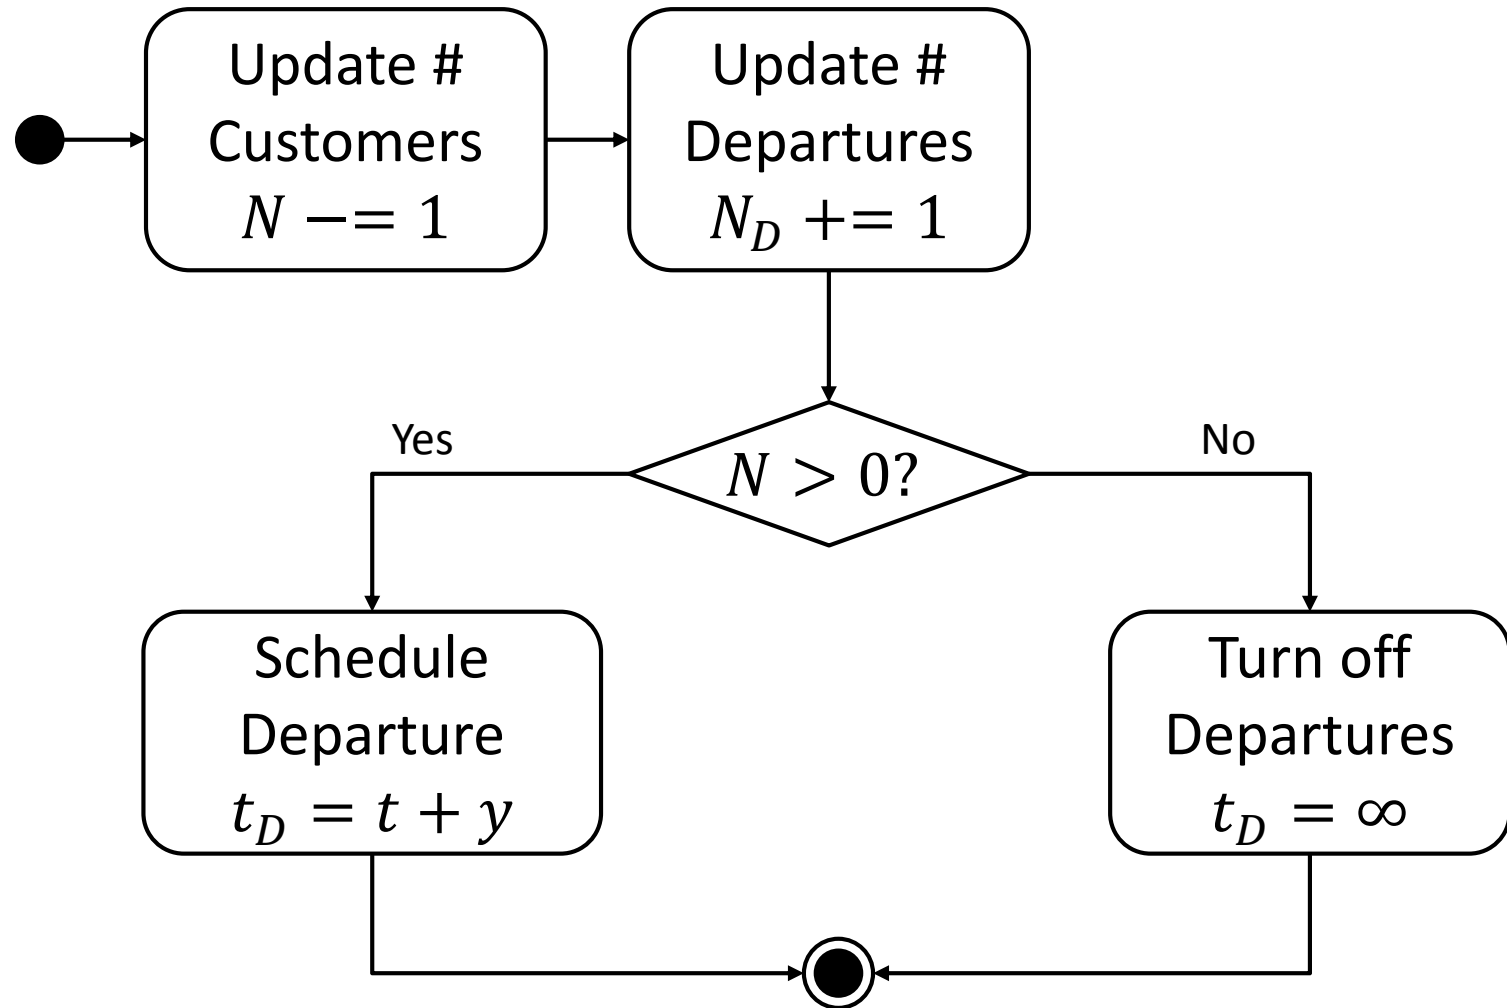 Update #
Customers
N −= 1
Update #
Departures
N_D += 1
Yes
N > 0?
No
Schedule
Departure
t_D = t + y
Turn off
Departures
t_D = ∞